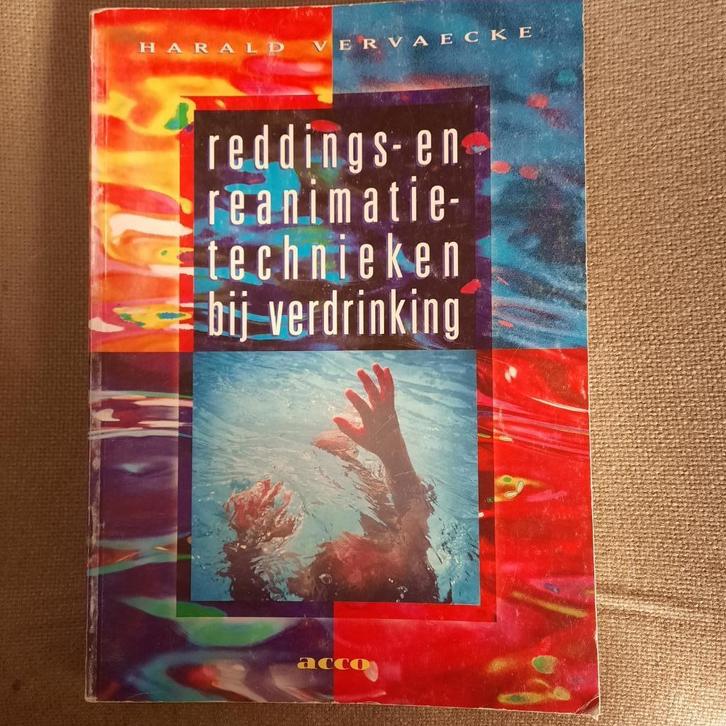 HARALD VERVAECKE
reddings- en
reanimatie-
technieken
bij verdrinking
acco